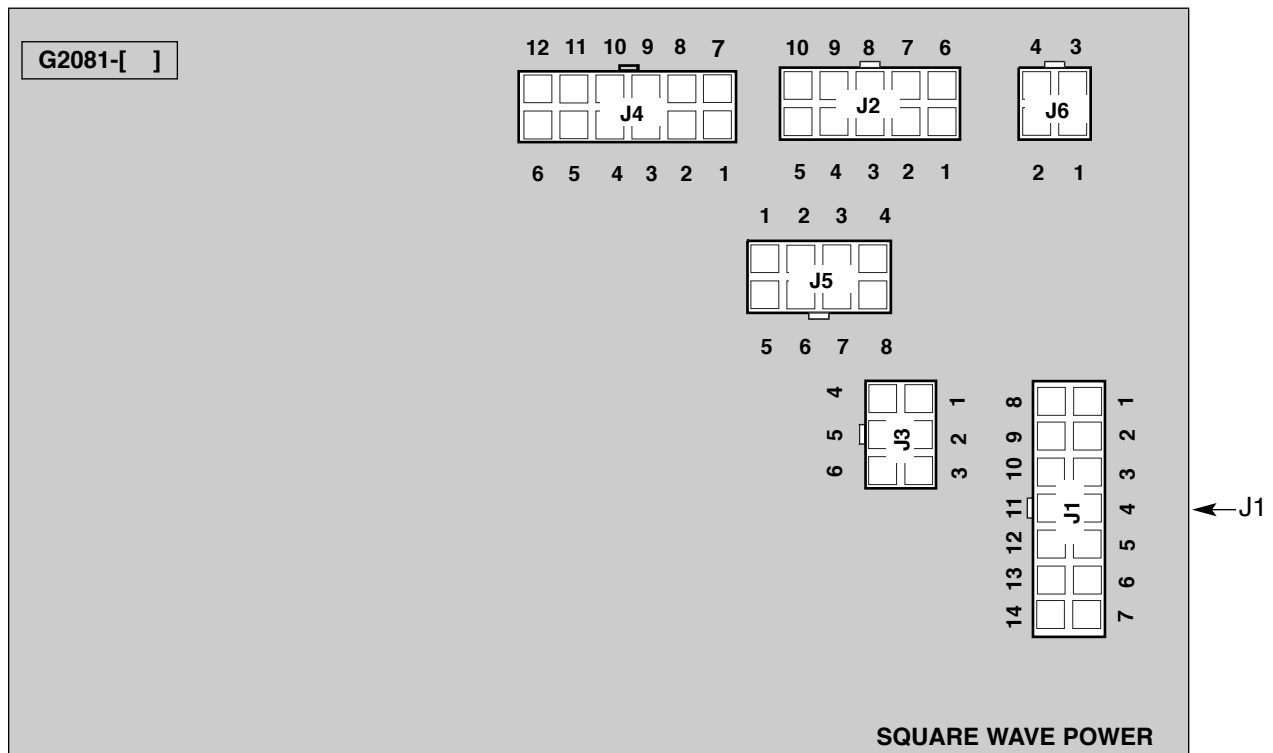 G2081-[ ]
12 11 10 9 8 7
J4
6 5 4 3 2 1
10 9 8 7 6
J2
5 4 3 2 1
4 3
J6
2 1
1 2 3 4
J5
5 6 7 8
4 1
5 J3 2
6 3
8 1
9 2
10 3
11 J1 4
12 5
13 6
14 7
J1
SQUARE WAVE POWER